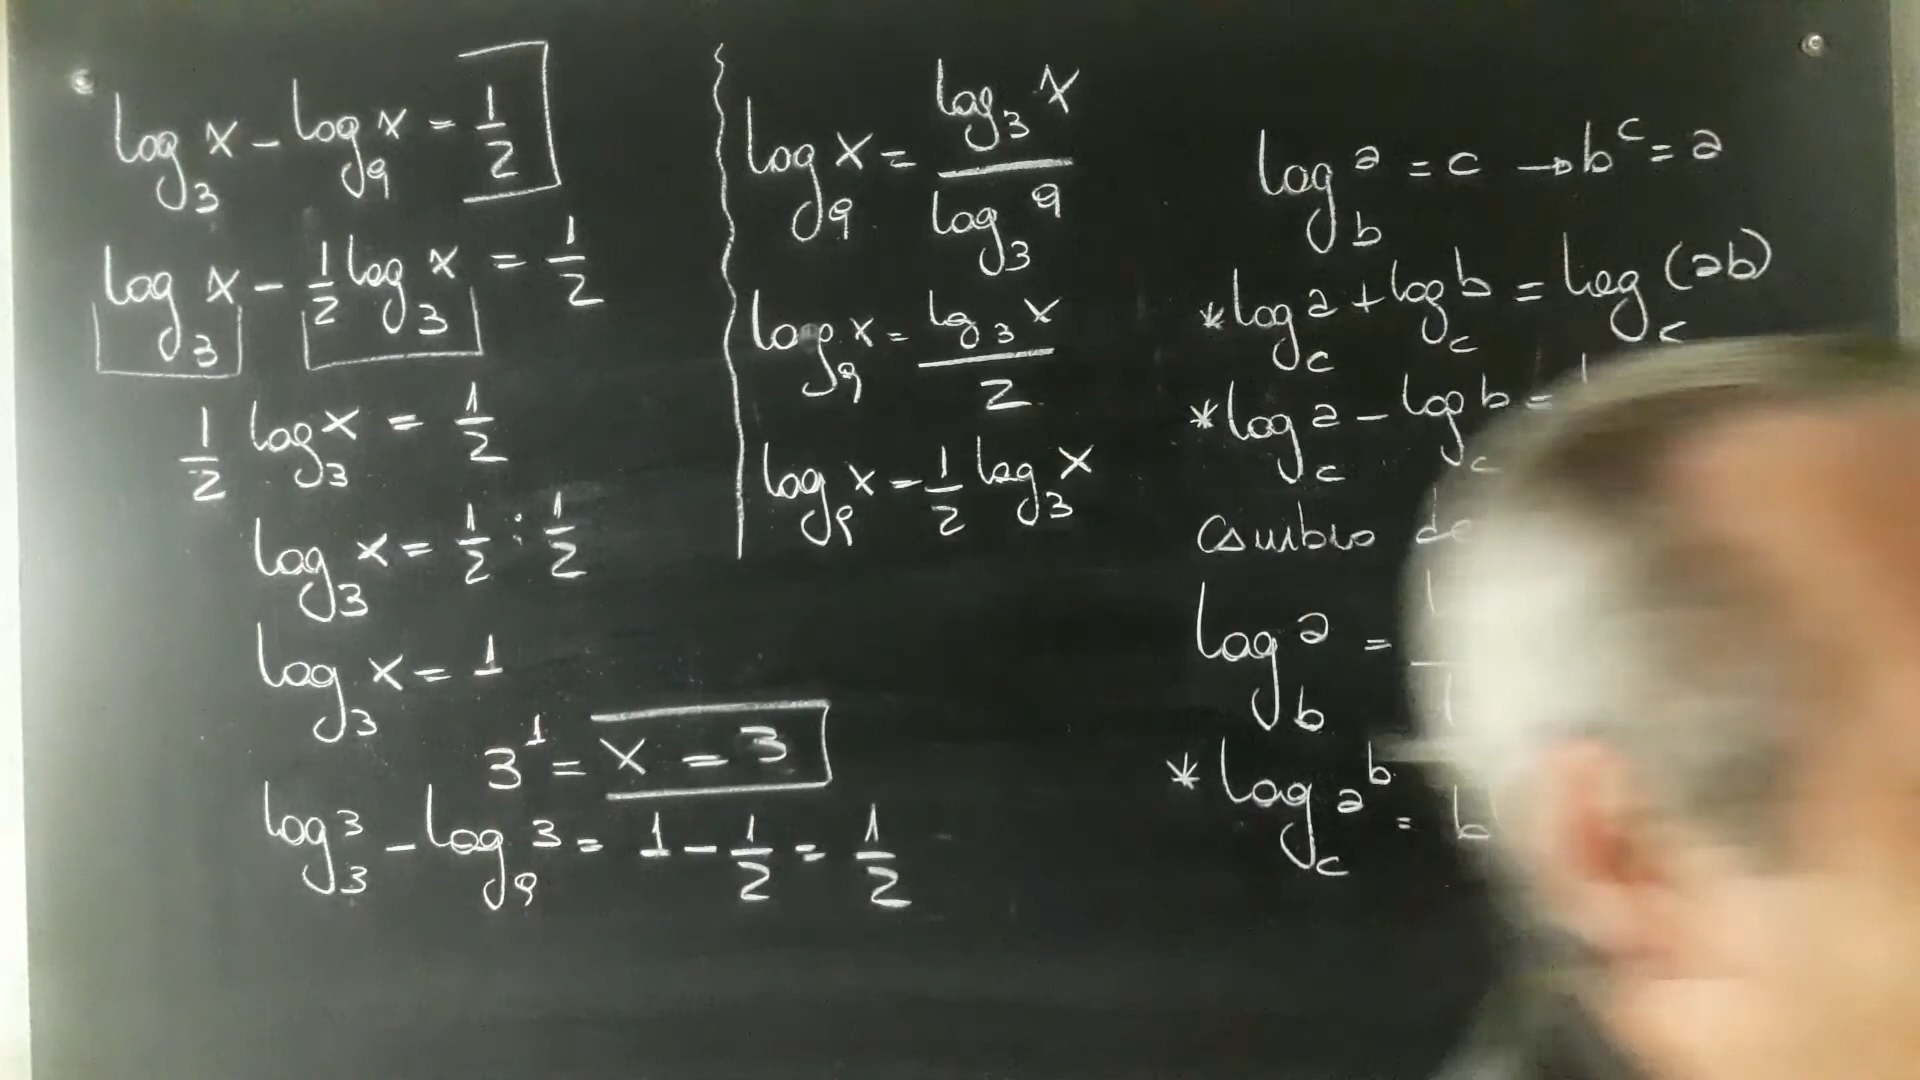 log₃ x - log₉ x = 1/2
log₃ x - 1/2 log₃ x = 1/2
1/2 log₃ x = 1/2
log₃ x = 1/2 : 1/2
log₃ x = 1
3¹ = x = 3
log₃ 3 - log₉ 3 = 1 - 1/2 = 1/2
log₉ x = log₃ x / log₃ 9
log₉ x = log₃ x / 2
log₉ x = 1/2 log₃ x
log_b a = c → b^c = a
* log_c a + log_c b = log_c (ab)
* log_c a - log_c b =
Cambio de
log_b a =
* log_c a^b = b